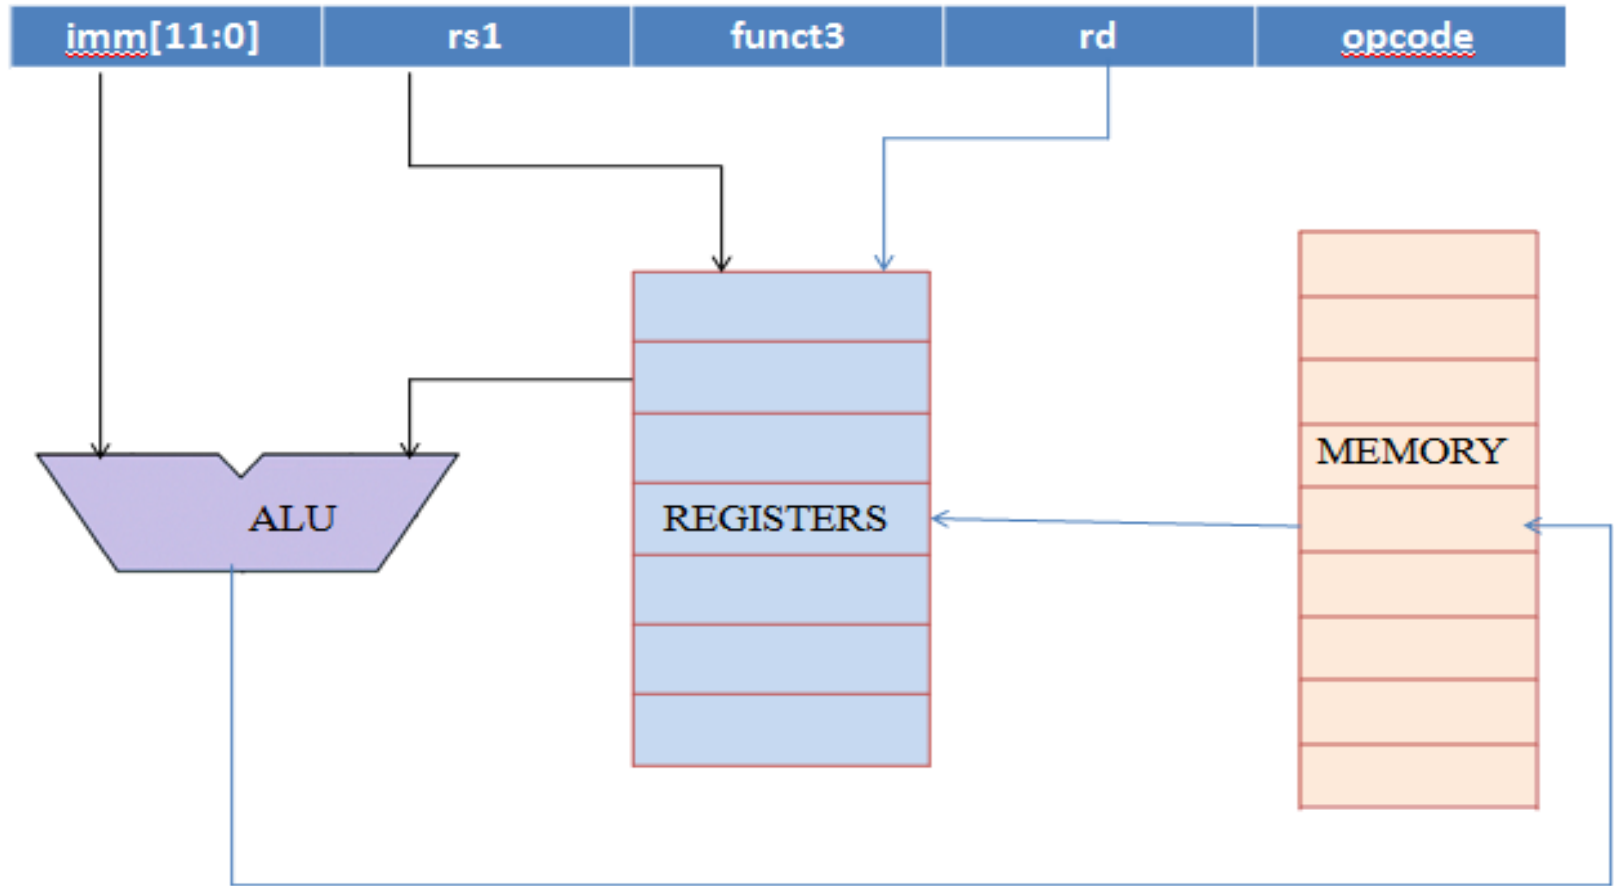 imm[11:0] rs1 funct3 rd opcode
MEMORY
ALU REGISTERS